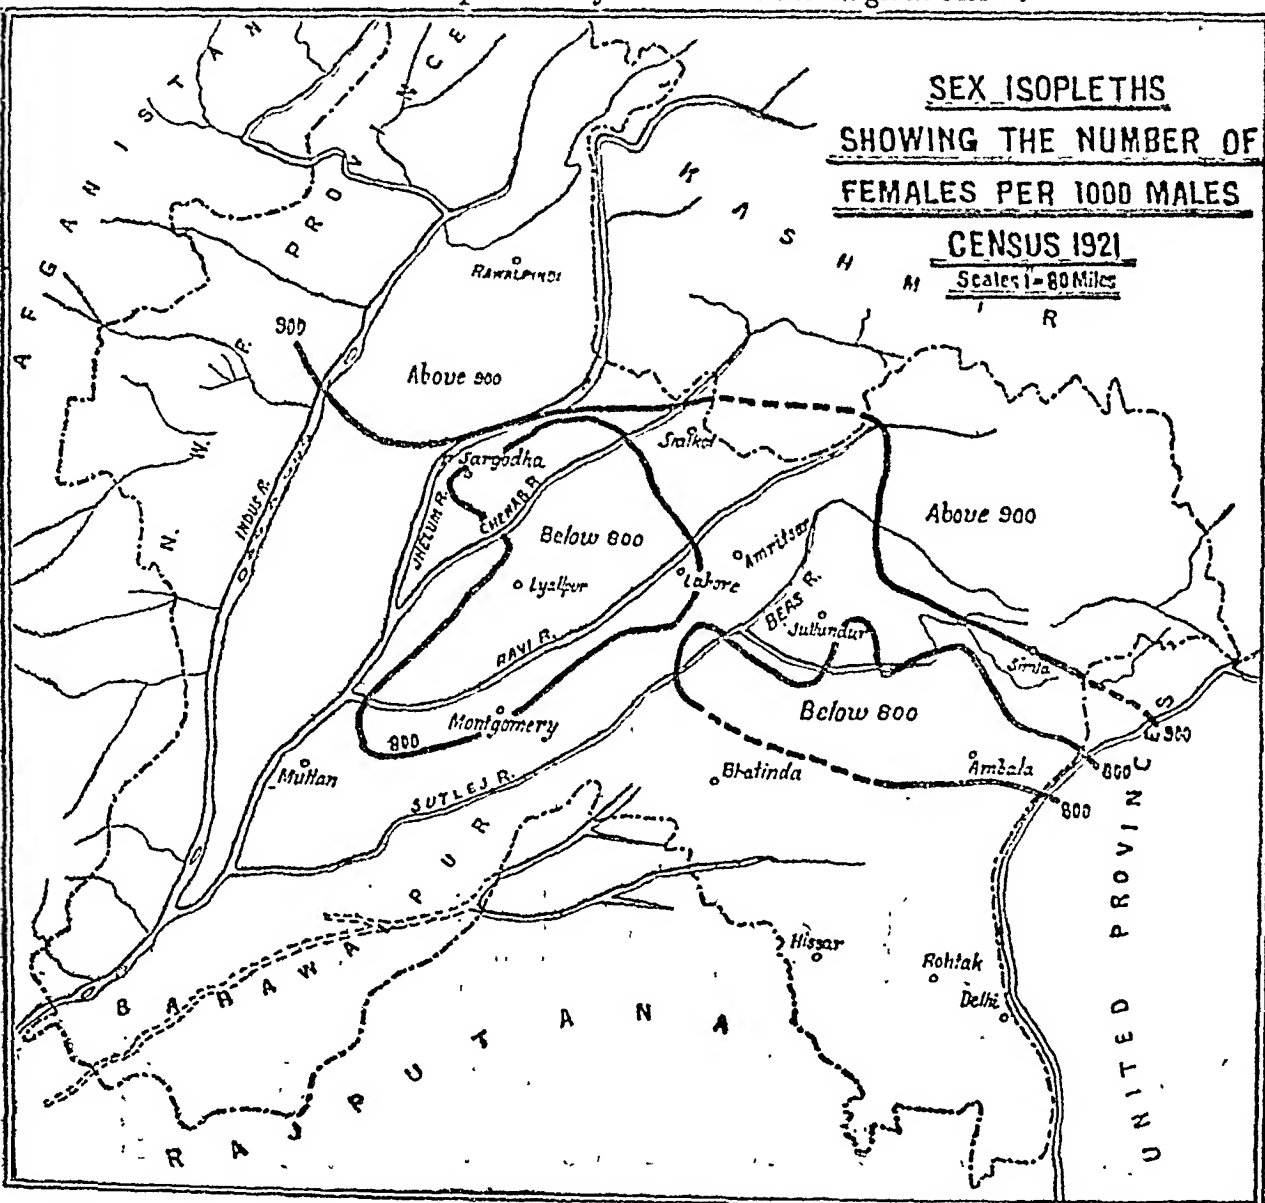 SEX ISOPLETHS
SHOWING THE NUMBER OF
FEMALES PER 1000 MALES
CENSUS 1921
Scales 1"=80 Miles
AFGANISTAN
N. W. F. PROVINCE
KASHMIR
RAWALPINDI
900
Above 900
Sialkot
Sargodha
INDUS R.
JHELUM R.
CHENAB R.
Below 800
Above 900
Amritsar
Lyallpur
Lahore
BEAS R.
Jullundur
RAVI R.
Simla
Montgomery
Below 800
800
900
Multan
Bhatinda
Ambala
800
SUTLEJ R.
800
BAHAWALPUR
Hissar
Rohtak
Delhi
RAJPUTANA
UNITED PROVINCES